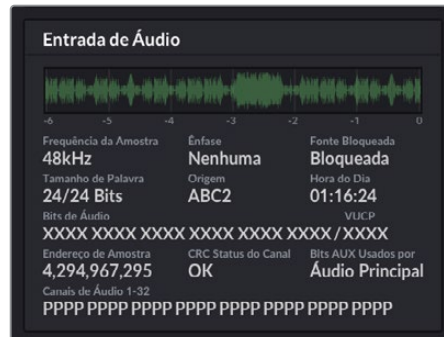 Entrada de Áudio
-6 -5 -4 -3 -2 -1 0
Frequência da Amostra Ênfase Fonte Bloqueada
48kHz Nenhuma Bloqueada
Tamanho de Palavra Origem Hora do Dia
24/24 Bits ABC2 01:16:24
Bits de Áudio VUCP
XXXX XXXX XXXX XXXX XXXX XXXX/XXXX
Endereço de Amostra CRC Status do Canal BIts AUX Usados por
4,294,967,295 OK Áudio Principal
Canais de Áudio 1-32
PPPP PPPP PPPP PPPP PPPP PPPP PPPP PPPP